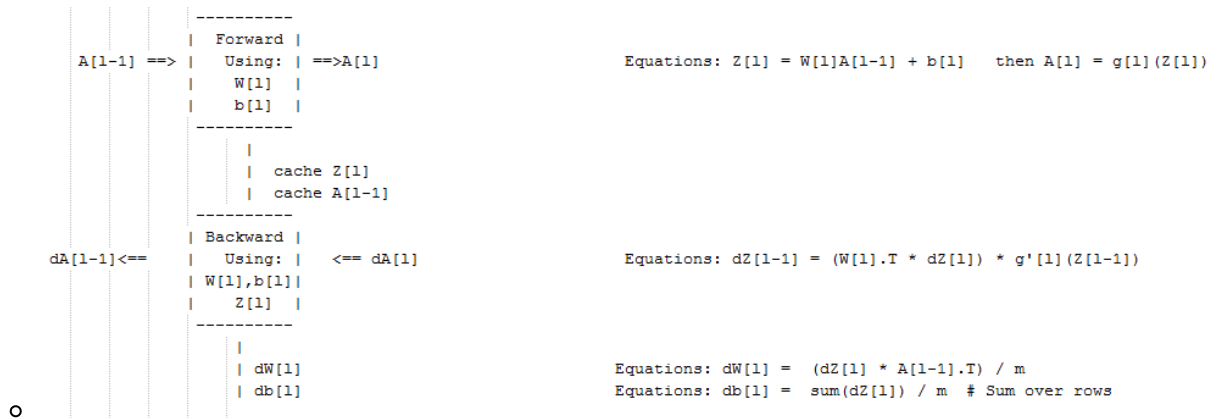 ----------
| Forward |
A[l-1] ==> | Using: | ==>A[l] Equations: Z[l] = W[l]A[l-1] + b[l] then A[l] = g[l](Z[l])
| W[l] |
| b[l] |
----------
|
| cache Z[l]
| cache A[l-1]
----------
| Backward |
dA[l-1]<== | Using: | <== dA[l] Equations: dZ[l-1] = (W[l].T * dZ[l]) * g'[l](Z[l-1])
| W[l],b[l]|
| Z[l] |
----------
|
| dW[l] Equations: dW[l] = (dZ[l] * A[l-1].T) / m
| db[l] Equations: db[l] = sum(dZ[l]) / m # Sum over rows